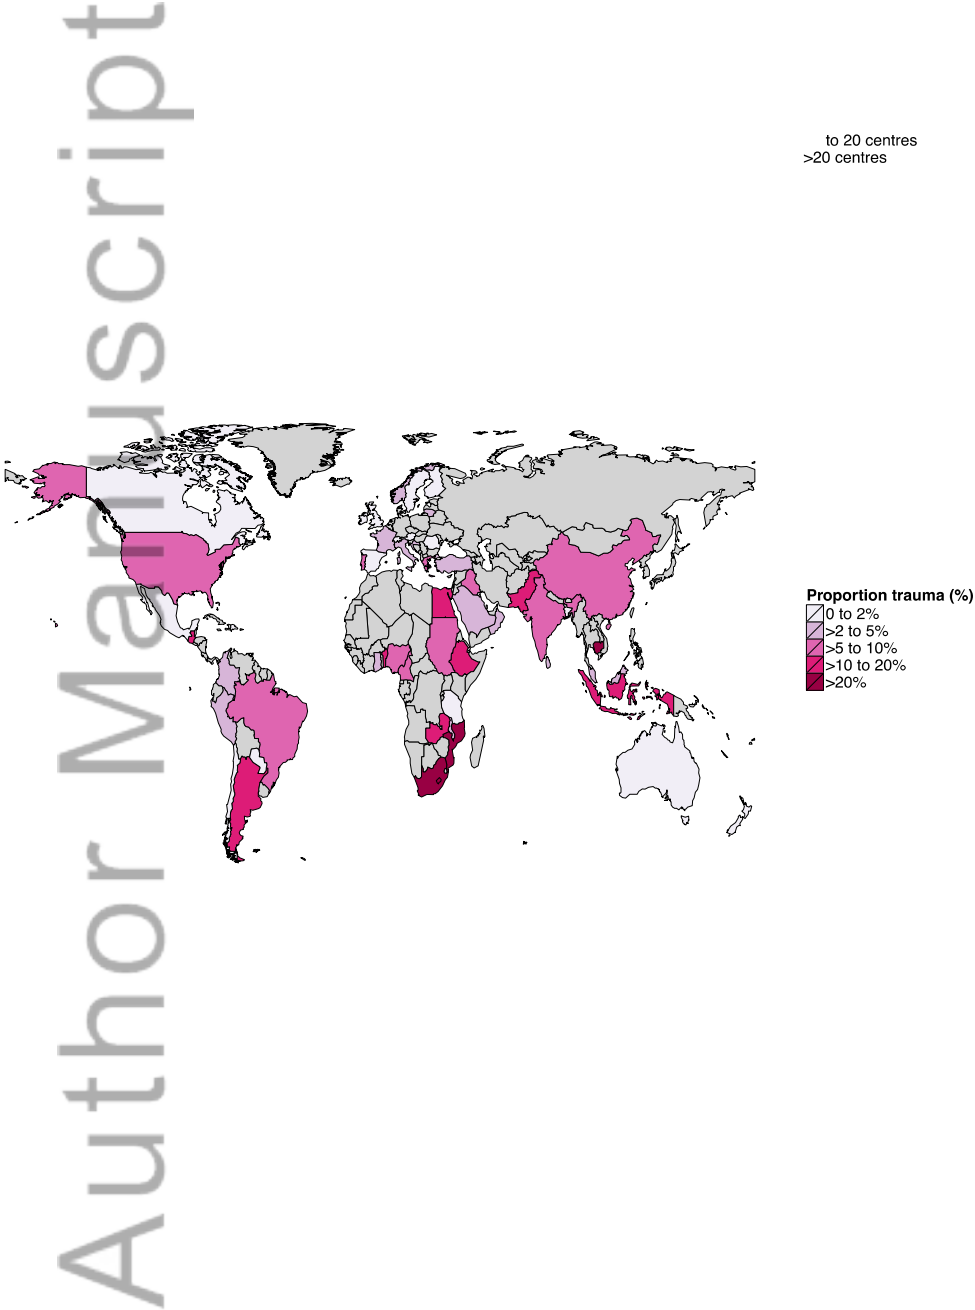 Author Manuscript
to 20 centres
>20 centres
Proportion trauma (%)
0 to 2%
>2 to 5%
>5 to 10%
>10 to 20%
>20%